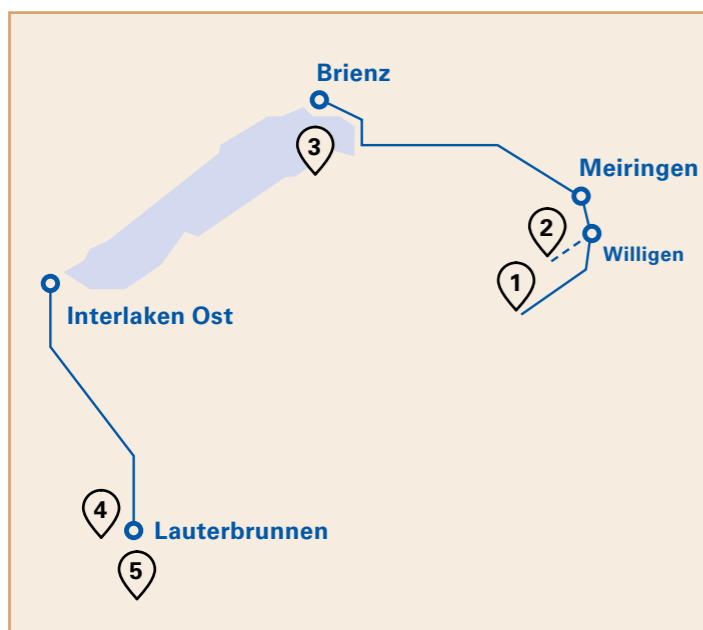 Brienz
3
Meiringen
2
Willigen
1
Interlaken Ost
4
Lauterbrunnen
5